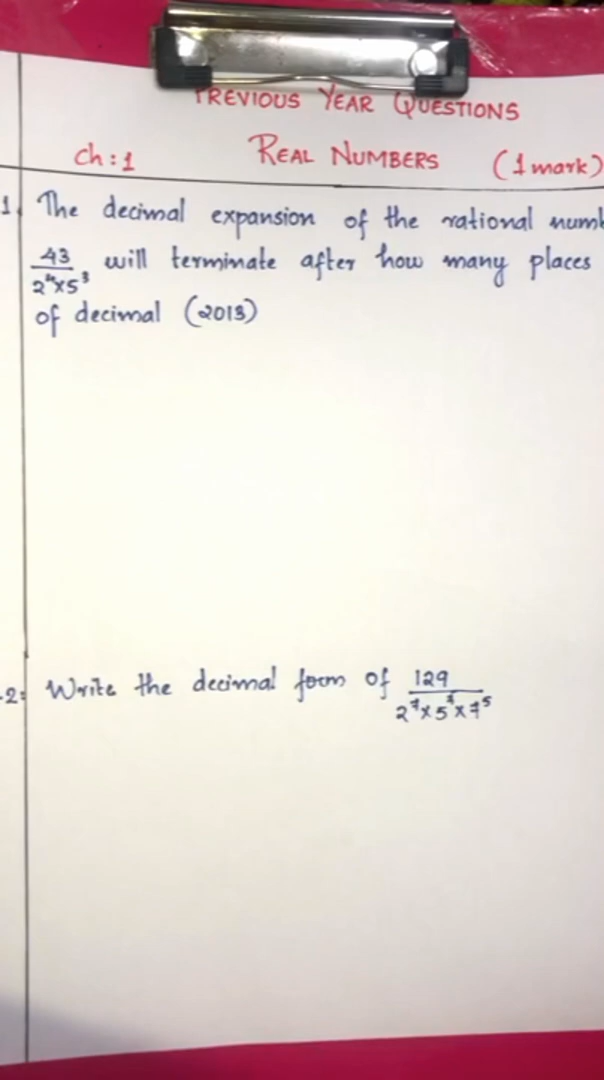 PREVIOUS YEAR QUESTIONS
Ch: 1 REAL NUMBERS (1 mark)
1. The decimal expansion of the rational numb
43/2⁴×5³ will terminate after how many places
of decimal (2013)
2: Write the decimal form of 129/2⁷×5⁷×7⁵